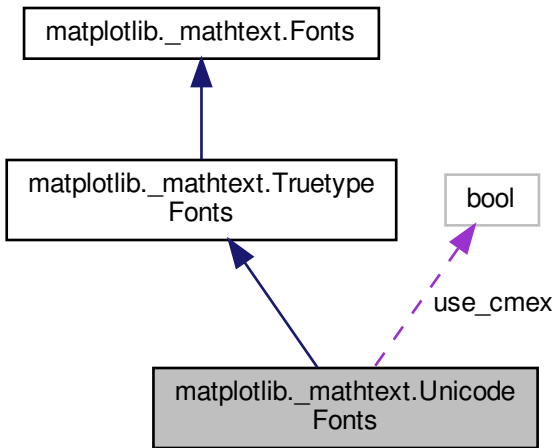 matplotlib._mathtext.Fonts
matplotlib._mathtext.Truetype
Fonts
bool
use_cmex
matplotlib._mathtext.Unicode
Fonts